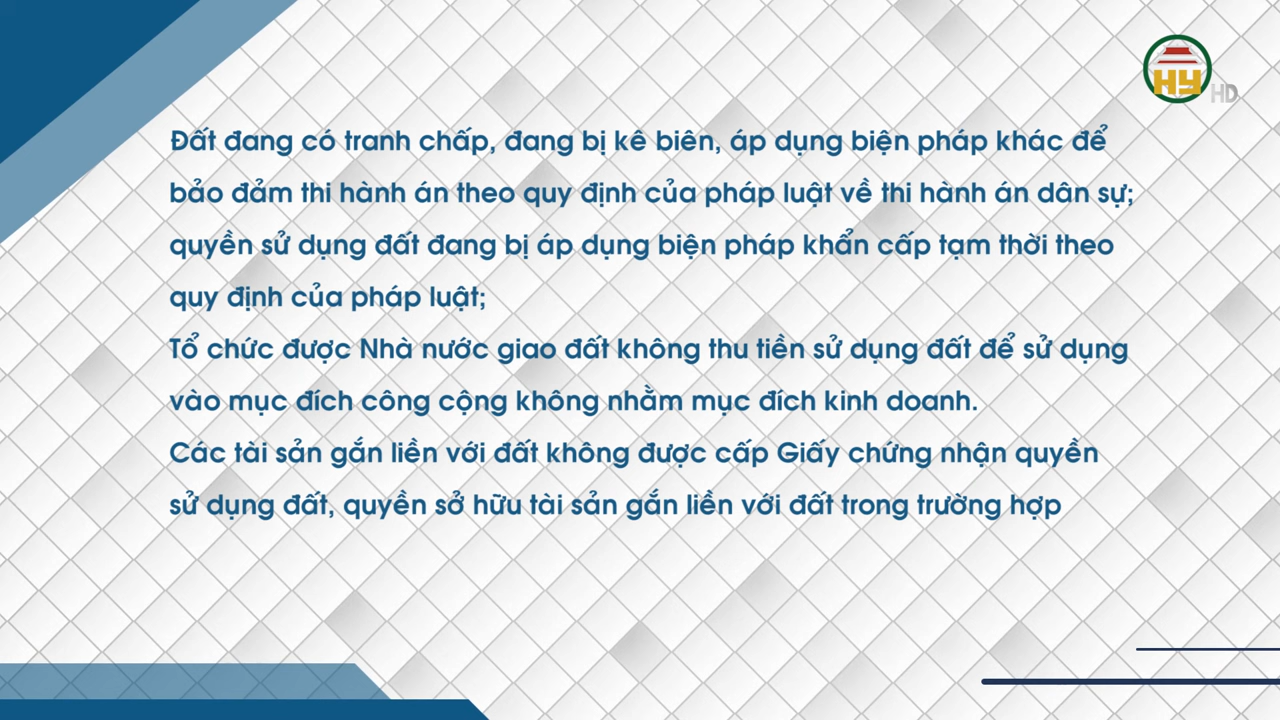 HY HD
Đất đang có tranh chấp, đang bị kê biên, áp dụng biện pháp khác để
bảo đảm thi hành án theo quy định của pháp luật về thi hành án dân sự;
quyền sử dụng đất đang bị áp dụng biện pháp khẩn cấp tạm thời theo
quy định của pháp luật;
Tổ chức được Nhà nước giao đất không thu tiền sử dụng đất để sử dụng
vào mục đích công cộng không nhằm mục đích kinh doanh.
Các tài sản gắn liền với đất không được cấp Giấy chứng nhận quyền
sử dụng đất, quyền sở hữu tài sản gắn liền với đất trong trường hợp